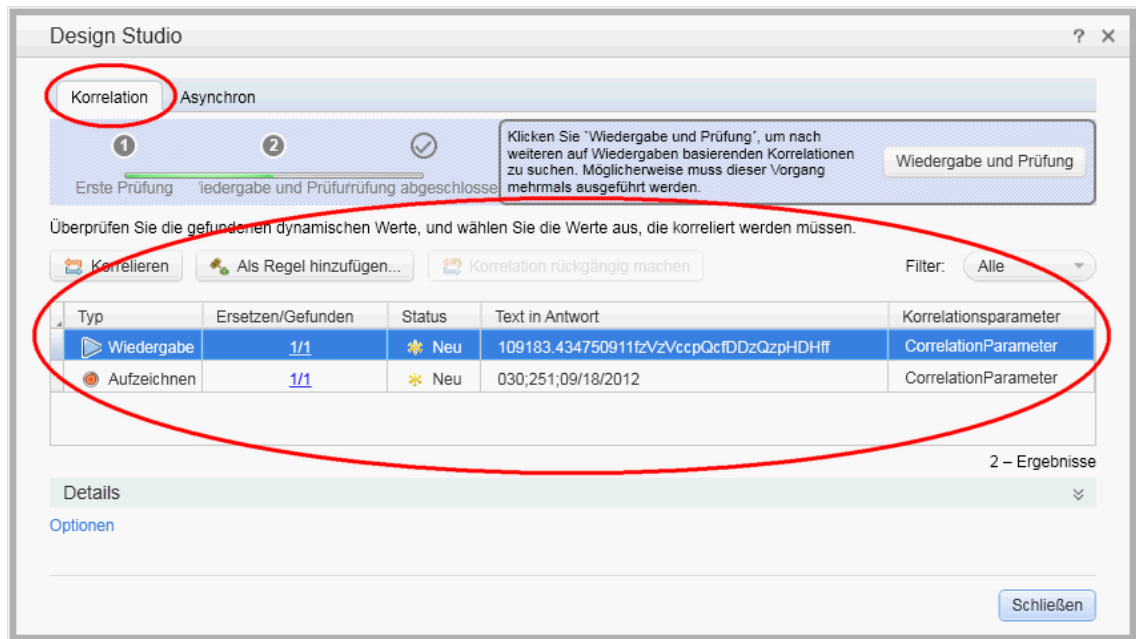 Design Studio ? ×
Korrelation Asynchron
1 2
Klicken Sie `Wiedergabe und Prüfung´, um nach
weiteren auf Wiedergaben basierenden Korrelationen
zu suchen. Möglicherweise muss dieser Vorgang
mehrmals ausgeführt werden.
Wiedergabe und Prüfung
Erste Prüfung iedergabe und Prüfurrüfung abgeschlosse
Überprüfen Sie die gefundenen dynamischen Werte, und wählen Sie die Werte aus, die korreliert werden müssen.
Korrelieren Als Regel hinzufügen... Korrelation rückgängig machen Filter: Alle
Typ Ersetzen/Gefunden Status Text in Antwort Korrelationsparameter
Wiedergabe 1/1 Neu 109183.434750911fzVzVccpQcfDDzQzpHDHff CorrelationParameter
Aufzeichnen 1/1 Neu 030;251;09/18/2012 CorrelationParameter
2 – Ergebnisse
Details
Optionen
Schließen